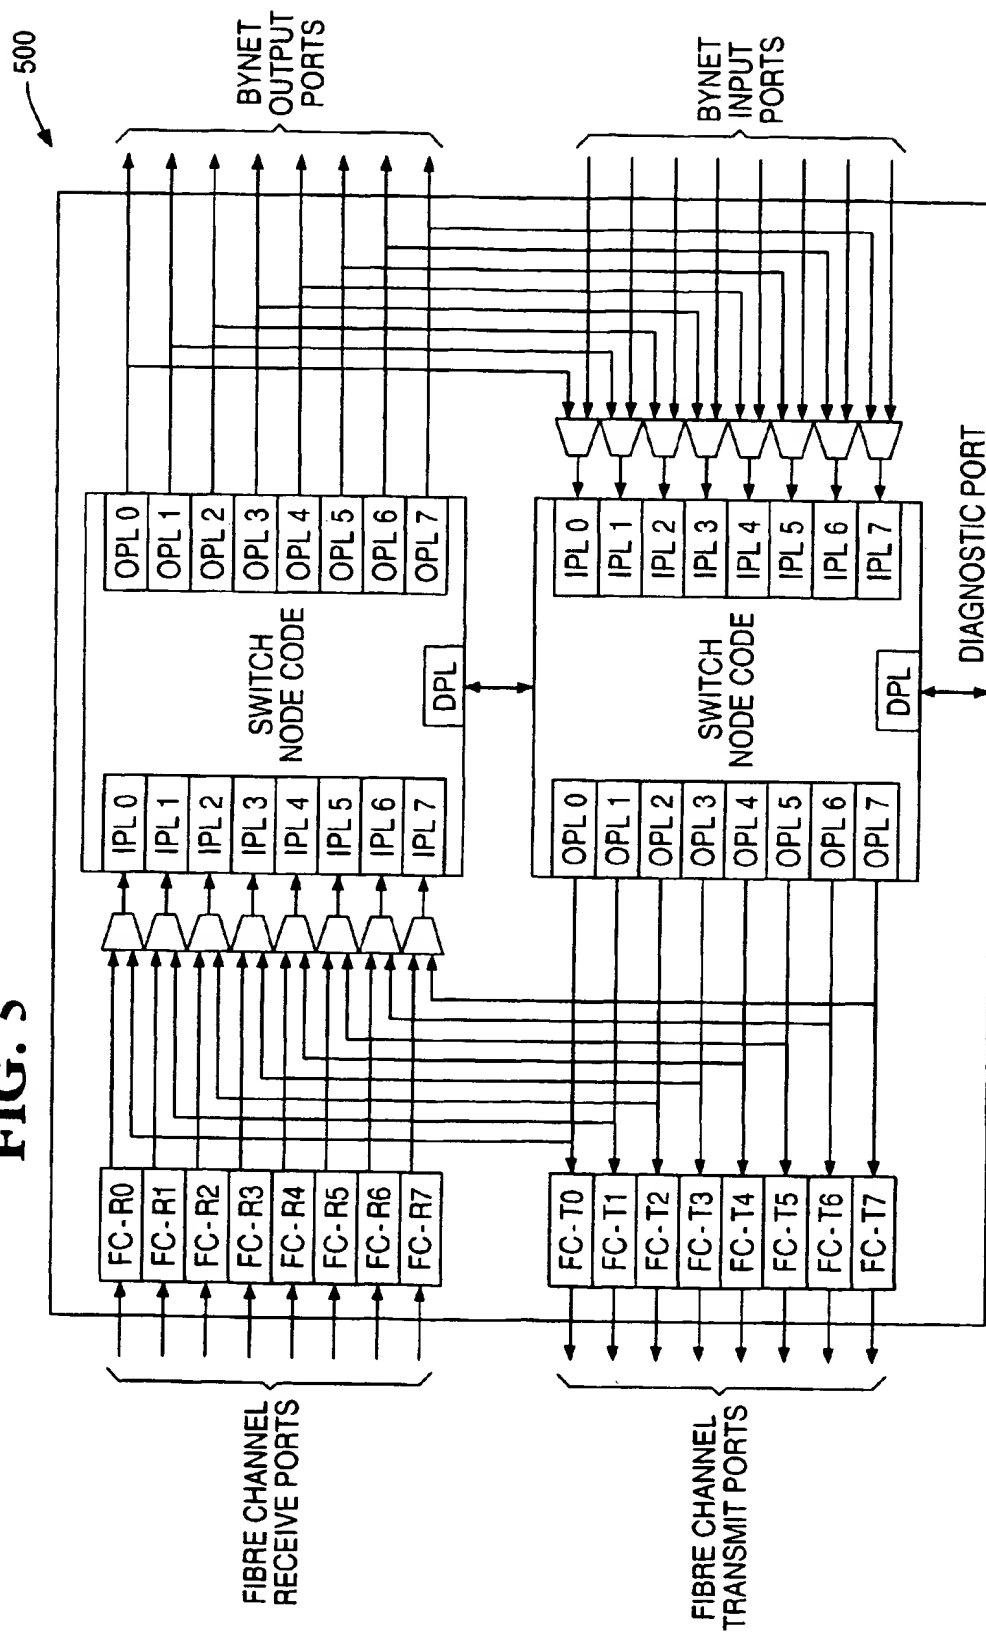 FIG. 5
500
FIBRE CHANNEL
RECEIVE PORTS
FC-R0
FC-R1
FC-R2
FC-R3
FC-R4
FC-R5
FC-R6
FC-R7
IPL 0
IPL 1
IPL 2
IPL 3
IPL 4
IPL 5
IPL 6
IPL 7
SWITCH
NODE CODE
DPL
OPL 0
OPL 1
OPL 2
OPL 3
OPL 4
OPL 5
OPL 6
OPL 7
BYNET
OUTPUT
PORTS
FIBRE CHANNEL
TRANSMIT PORTS
FC-T0
FC-T1
FC-T2
FC-T3
FC-T4
FC-T5
FC-T6
FC-T7
OPL 0
OPL 1
OPL 2
OPL 3
OPL 4
OPL 5
OPL 6
OPL 7
SWITCH
NODE CODE
DPL
IPL 0
IPL 1
IPL 2
IPL 3
IPL 4
IPL 5
IPL 6
IPL 7
BYNET
INPUT
PORTS
DIAGNOSTIC PORT